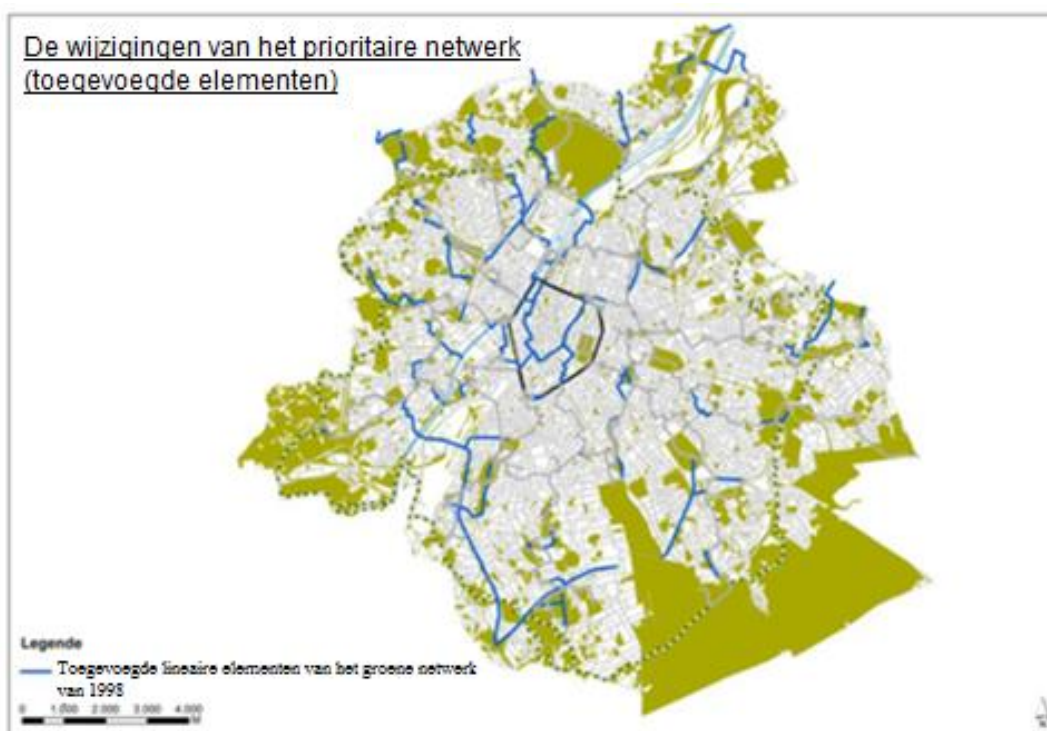 De wijzigingen van het prioritaire netwerk
(toegevoegde elementen)
Legende
Toegevoegde lineaire elementen van het groene netwerk
van 1998
0 1.000 2.000 3.000 4.000
M
N